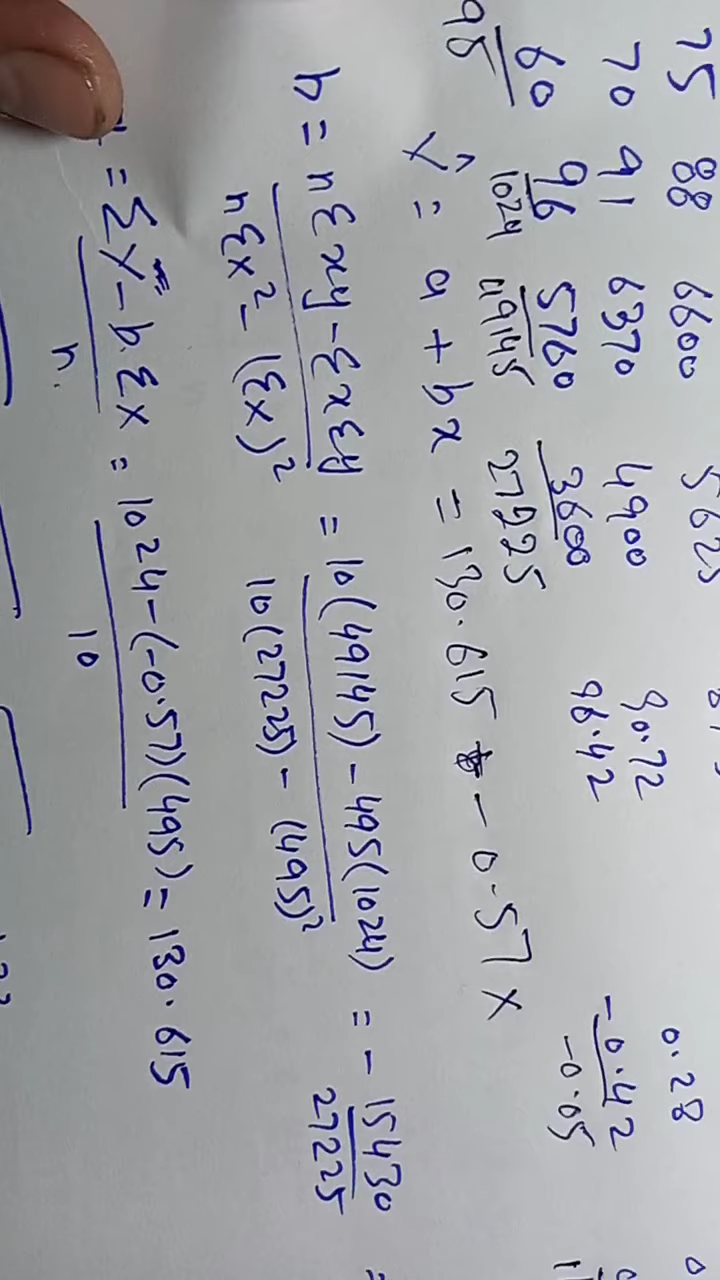 75 88 6600 5625
70 91 6370 4900 90.72 0.28
60 96 5760 3600 96.42 -0.42
95 1024 49145 27225 -0.05
Ŷ = a + bx = 130.615 - 0.57x
b = nΣxy - ΣxΣy / nΣx² - (Σx)² = 10(49145) - 495(1024) / 10(27225) - (495)² = - 15430 / 27225 =
= ΣY - bΣx / n. = 1024 - (-0.57)(495) / 10 = 130.615